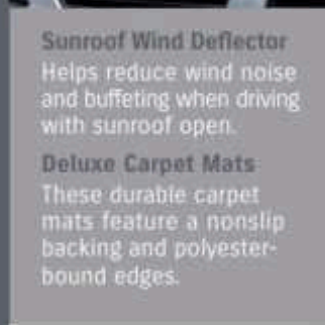 Sunroof Wind Deflector
Helps reduce wind noise
and buffeting when driving
with sunroof open.
Deluxe Carpet Mats
These durable carpet
mats feature a nonslip
backing and polyester-
bound edges.